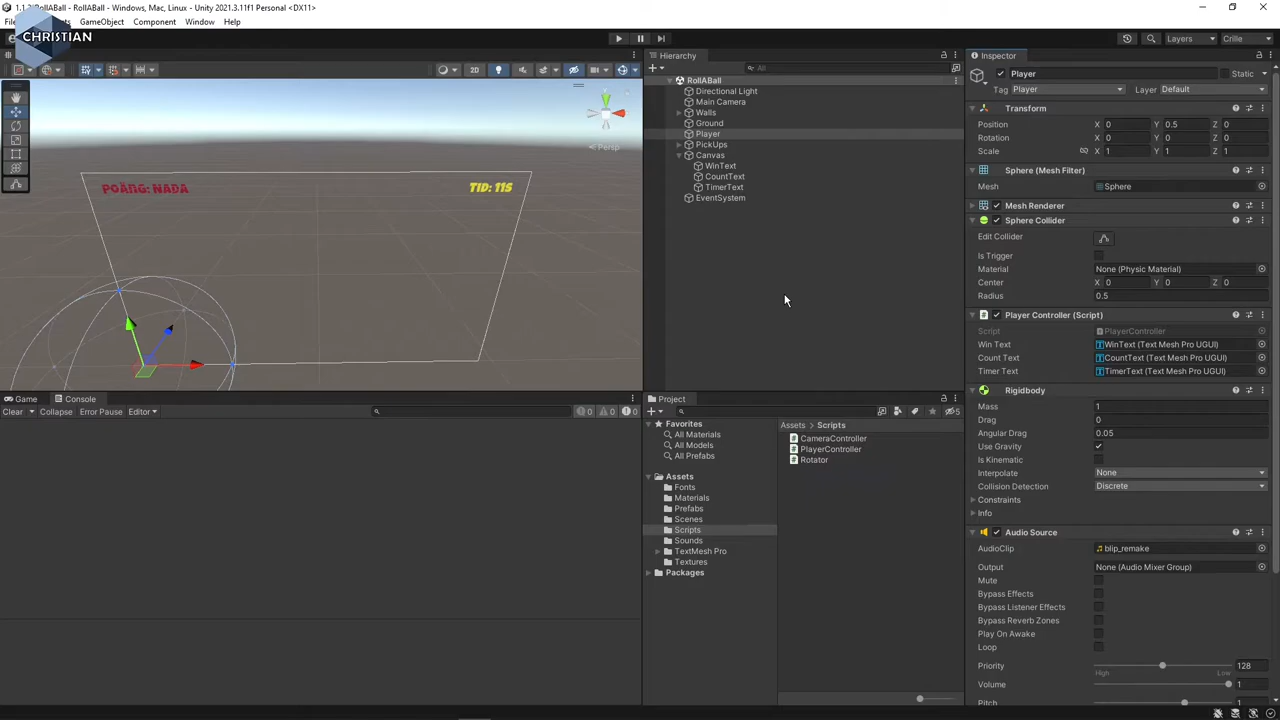 1.1.2 RollABall - RollABall - Windows, Mac, Linux - Unity 2021.3.11f1 Personal <DX11>
GameObject Component Window Help
CHRISTIAN
Layers Crille
2D
Persp
POÄNG: NADA
TID: 11S
Hierarchy
All
RollABall
Directional Light
Main Camera
Walls
Ground
Player
PickUps
Canvas
WinText
CountText
TimerText
EventSystem
Inspector
Player Static
Tag Player Layer Default
Transform
Position X 0 Y 0.5 Z 0
Rotation X 0 Y 0 Z 0
Scale X 1 Y 1 Z 1
Sphere (Mesh Filter)
Mesh Sphere
Mesh Renderer
Sphere Collider
Edit Collider
Is Trigger
Material None (Physic Material)
Center X 0 Y 0 Z 0
Radius 0.5
Player Controller (Script)
Script PlayerController
Win Text WinText (Text Mesh Pro UGUI)
Count Text CountText (Text Mesh Pro UGUI)
Timer Text TimerText (Text Mesh Pro UGUI)
Rigidbody
Mass 1
Drag 0
Angular Drag 0.05
Use Gravity
Is Kinematic
Interpolate None
Collision Detection Discrete
Constraints
Info
Audio Source
AudioClip blip_remake
Output None (Audio Mixer Group)
Mute
Bypass Effects
Bypass Listener Effects
Bypass Reverb Zones
Play On Awake
Loop
Priority 128
High Low
Volume 1
Pitch 1
Game Console
Clear Collapse Error Pause Editor
0 0 0
Project
5
Favorites
All Materials
All Models
All Prefabs
Assets
Fonts
Materials
Prefabs
Scenes
Scripts
Sounds
TextMesh Pro
Textures
Packages
Assets Scripts
CameraController
PlayerController
Rotator